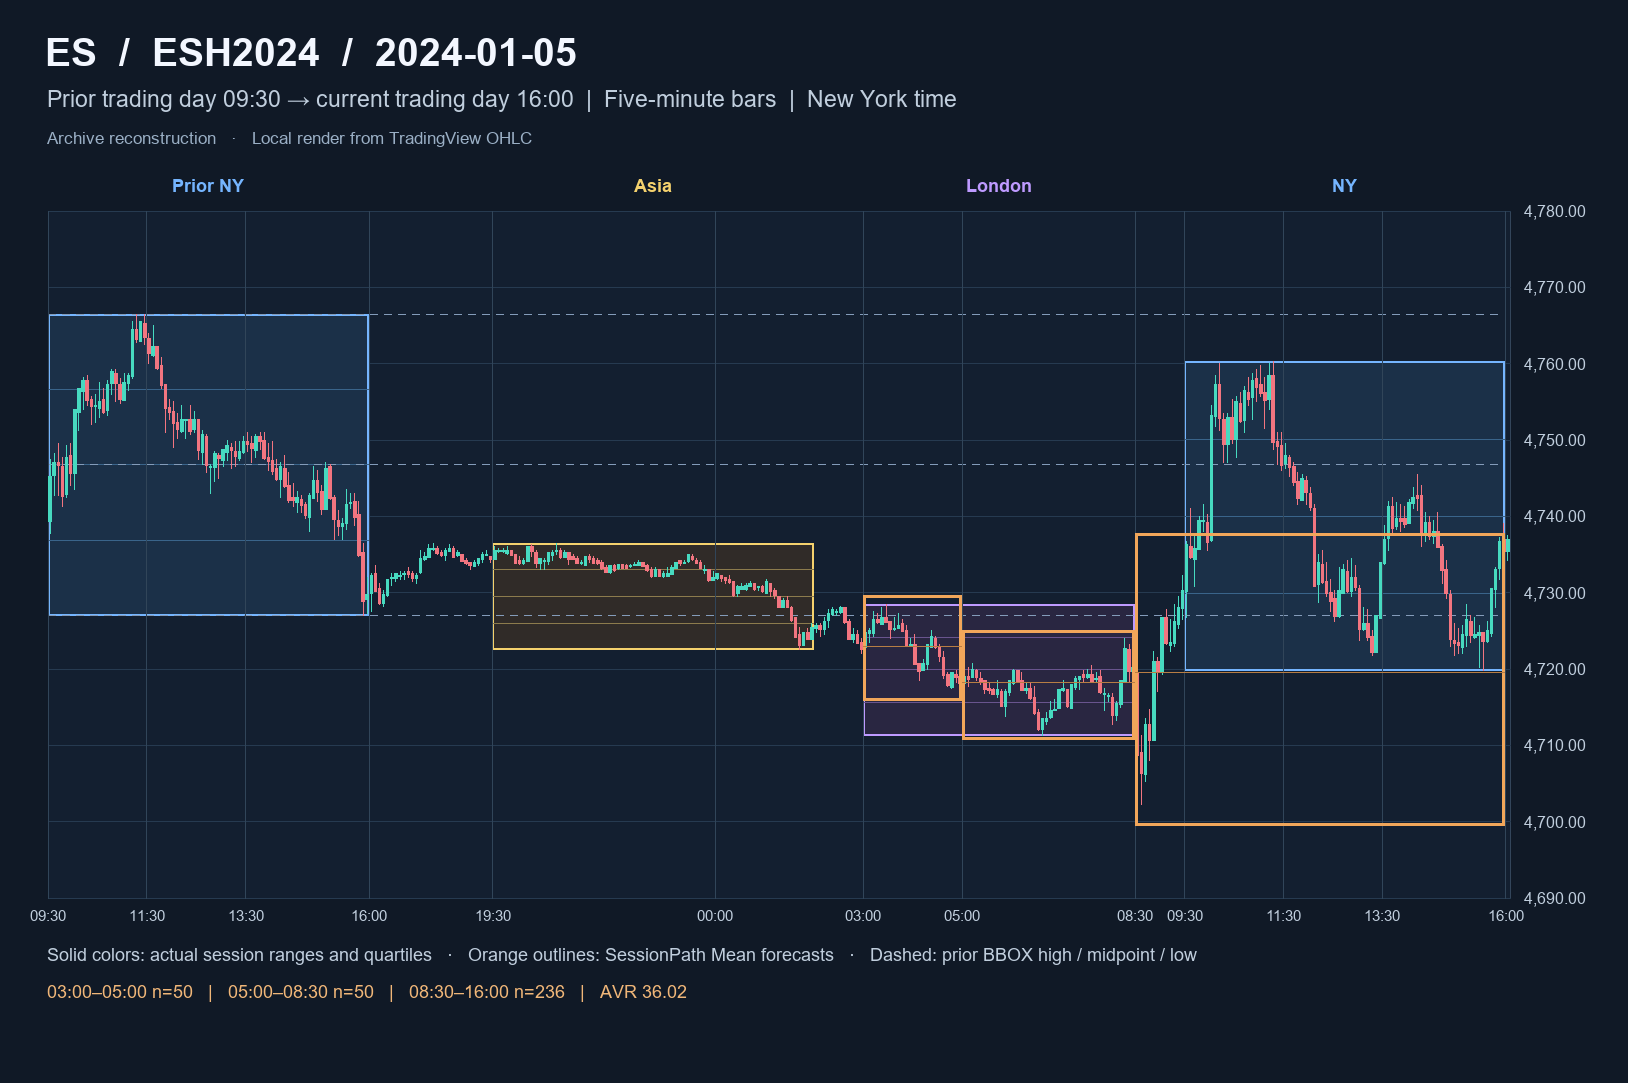 ES / ESH2024 / 2024-01-05
Prior trading day 09:30 → current trading day 16:00 | Five-minute bars | New York time
Archive reconstruction · Local render from TradingView OHLC
Prior NY Asia London NY
4,780.00
4,770.00
4,760.00
4,750.00
4,740.00
4,730.00
4,720.00
4,710.00
4,700.00
4,690.00
09:30 11:30 13:30 16:00 19:30 00:00 03:00 05:00 08:30 09:30 11:30 13:30 16:00
Solid colors: actual session ranges and quartiles · Orange outlines: SessionPath Mean forecasts · Dashed: prior BBOX high / midpoint / low
03:00–05:00 n=50 | 05:00–08:30 n=50 | 08:30–16:00 n=236 | AVR 36.02